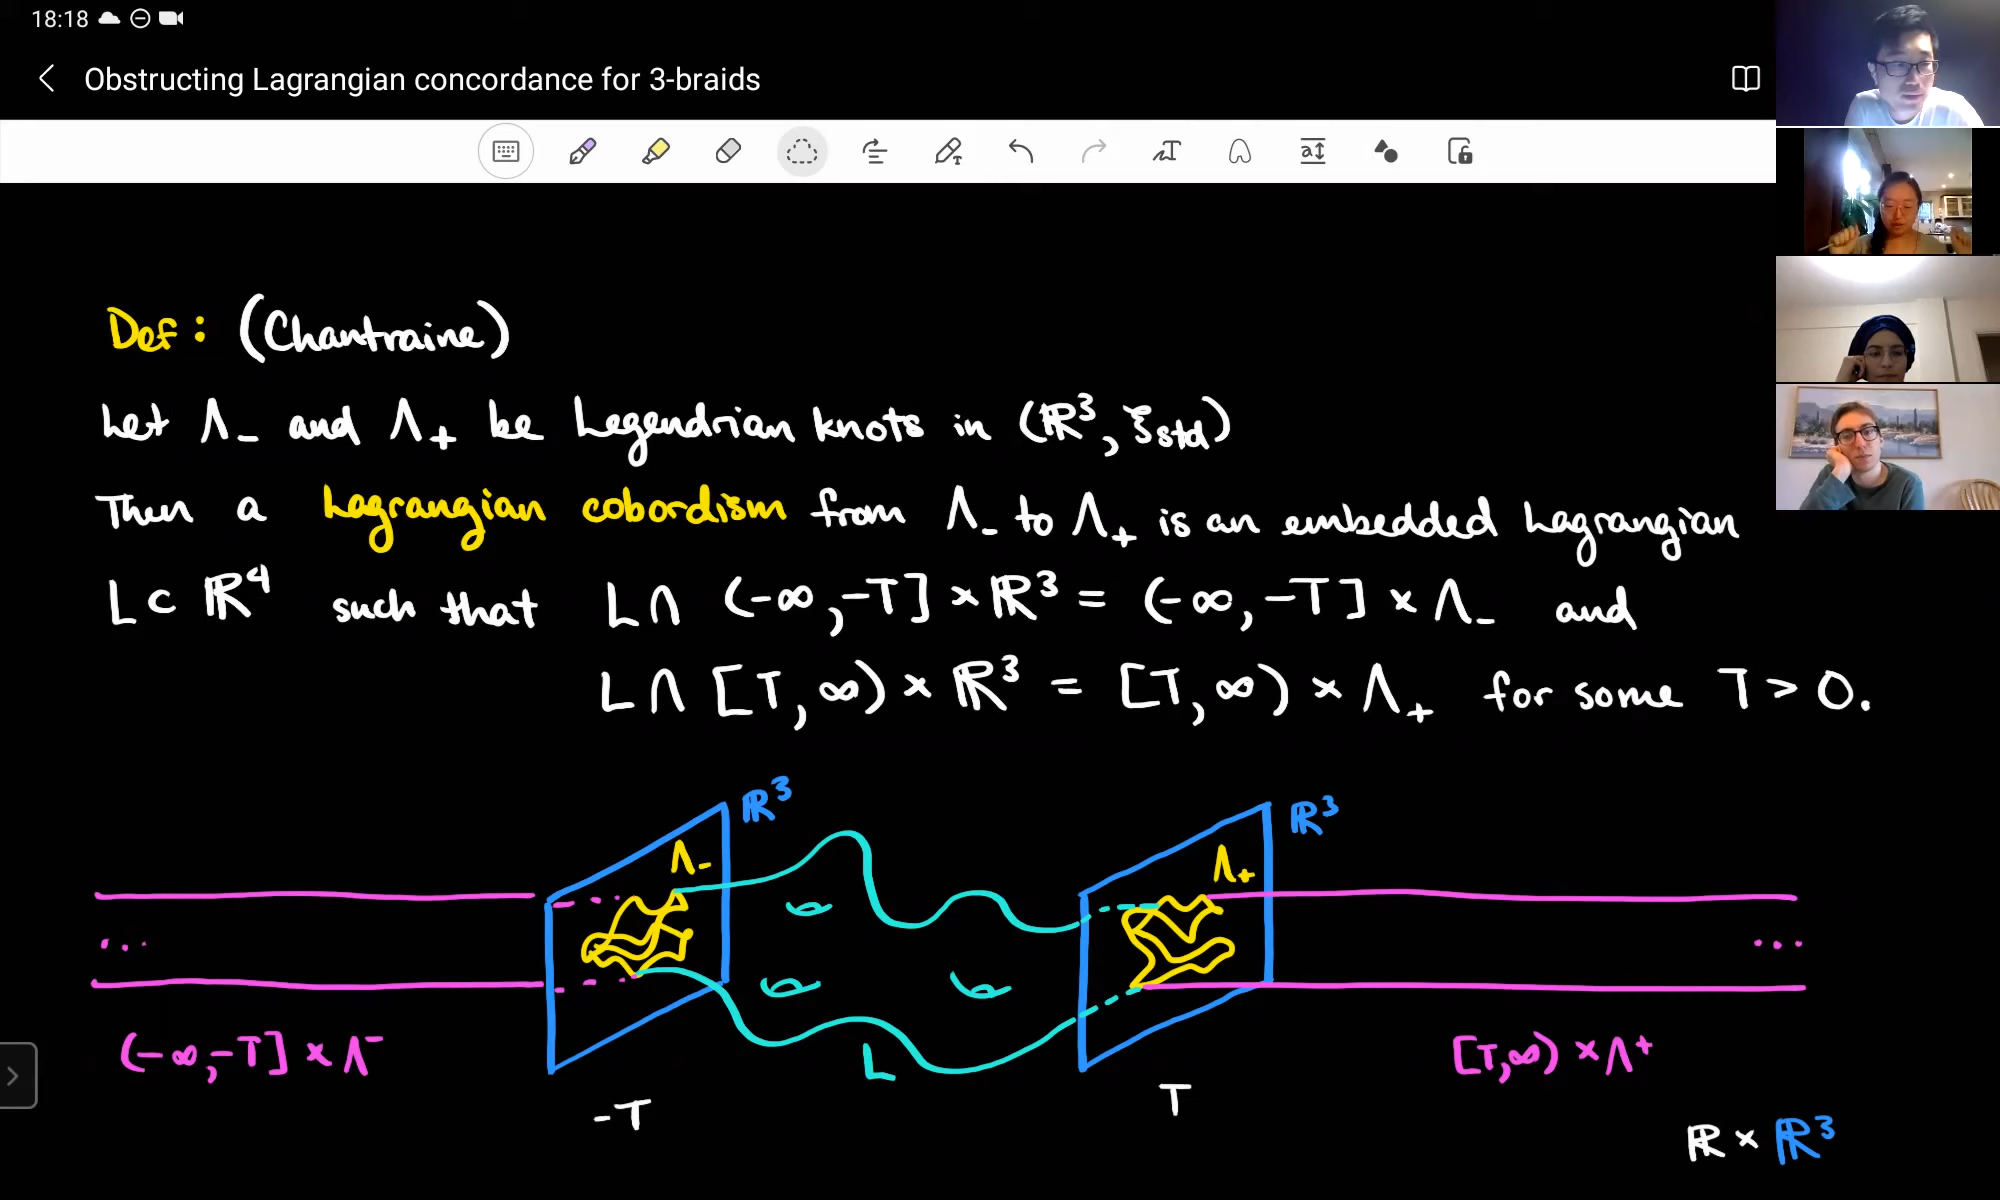 18:18
Obstructing Lagrangian concordance for 3-braids
Def: (Chantraine)
Let Λ₋ and Λ₊ be Legendrian knots in (ℝ³, ξstd)
Then a Lagrangian cobordism from Λ₋ to Λ₊ is an embedded Lagrangian
L⊂ ℝ⁴ such that L∩ (-∞,-T] × ℝ³ = (-∞,-T] × Λ₋ and
L∩ [T,∞) × ℝ³ = [T,∞) × Λ₊ for some T > 0.
ℝ³ ℝ³
Λ₋ Λ₊
... ...
(-∞,-T] × Λ⁻ L [T,∞) × Λ⁺
-T T
ℝ × ℝ³